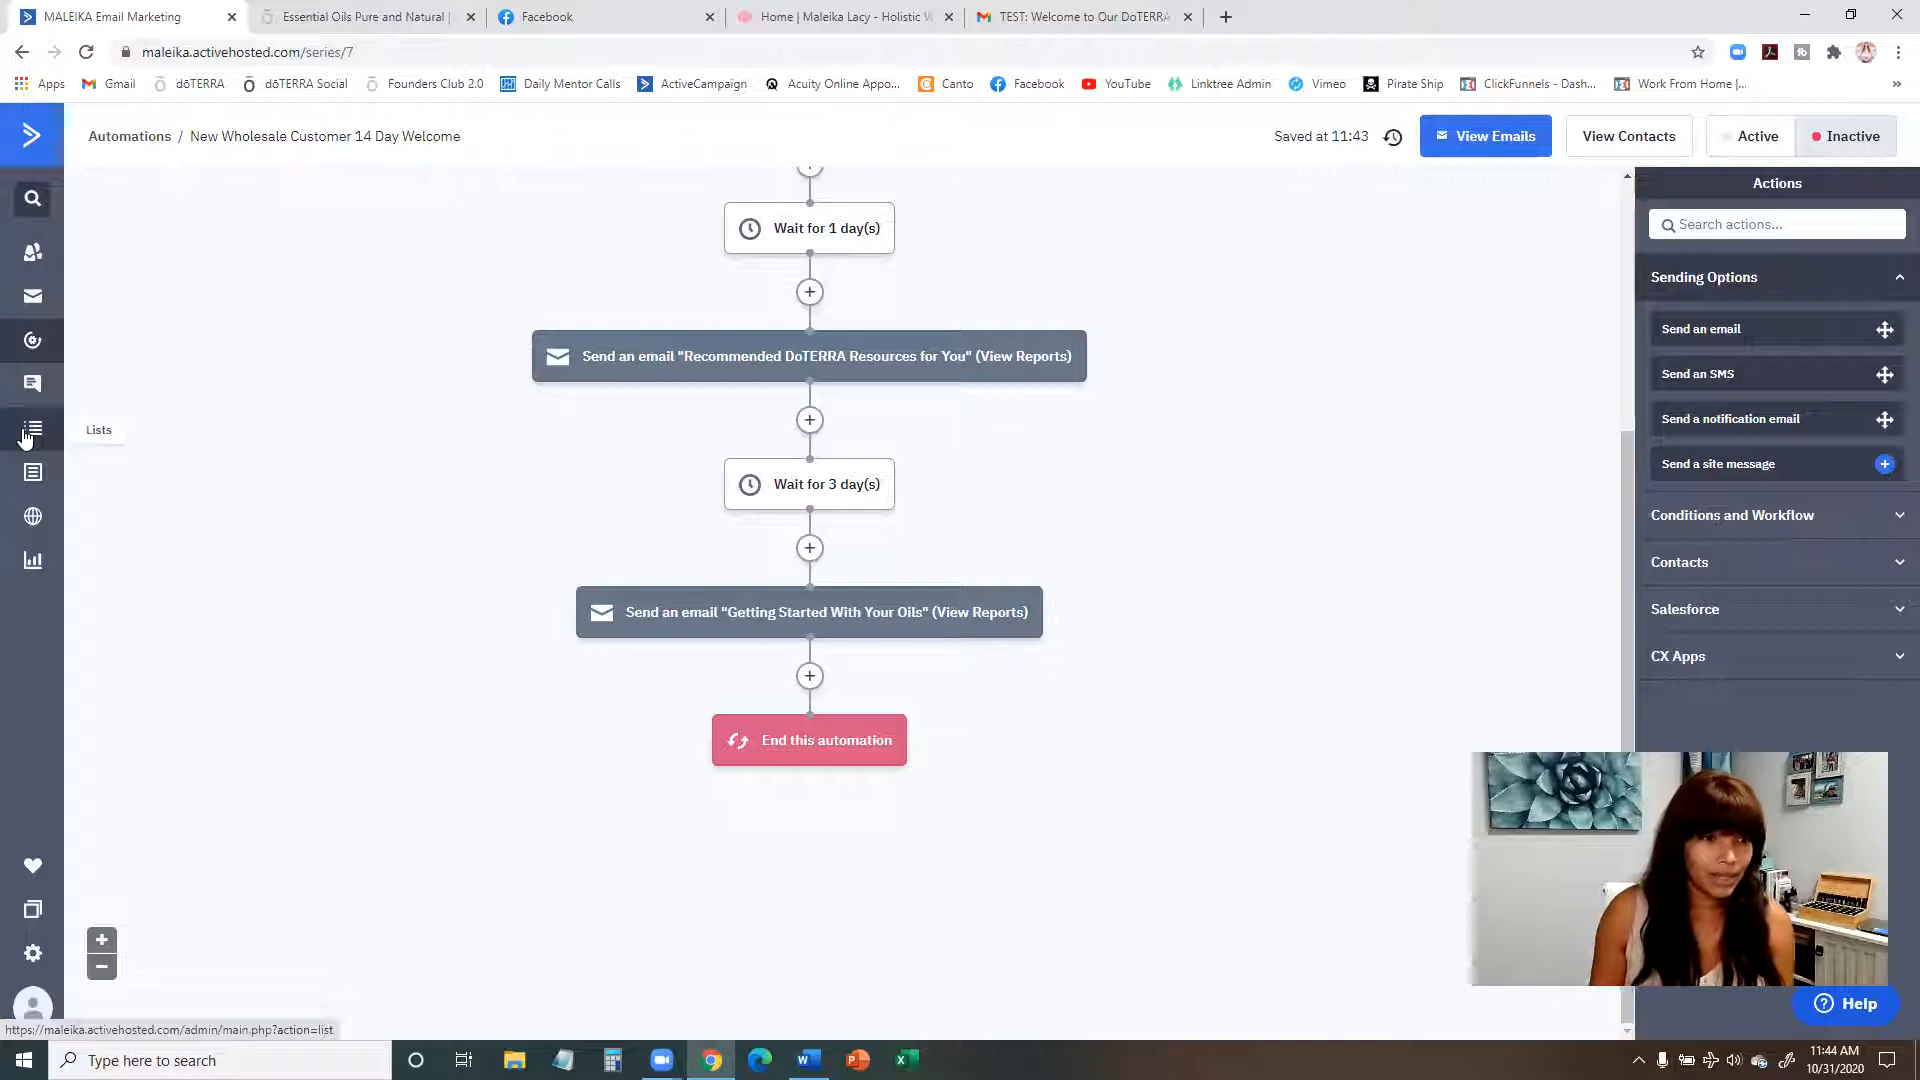 MALEIKA Email Marketing
Essential Oils Pure and Natural |
Facebook
Home | Maleika Lacy - Holistic W
TEST: Welcome to Our DoTERRA
maleika.activehosted.com/series/7
Apps
Gmail
dōTERRA
dōTERRA Social
Founders Club 2.0
Daily Mentor Calls
ActiveCampaign
Acuity Online Appo...
Canto
Facebook
YouTube
Linktree Admin
Vimeo
Pirate Ship
ClickFunnels - Dash...
Work From Home |...
»
Automations / New Wholesale Customer 14 Day Welcome
Saved at 11:43
View Emails
View Contacts
Active
Inactive
Actions
Search actions...
Sending Options
Send an email
Send an SMS
Send a notification email
Send a site message
Conditions and Workflow
Contacts
Salesforce
CX Apps
Wait for 1 day(s)
Send an email "Recommended DoTERRA Resources for You" (View Reports)
Lists
Wait for 3 day(s)
Send an email "Getting Started With Your Oils" (View Reports)
End this automation
Help
https://maleika.activehosted.com/admin/main.php?action=list
Type here to search
11:44 AM
10/31/2020